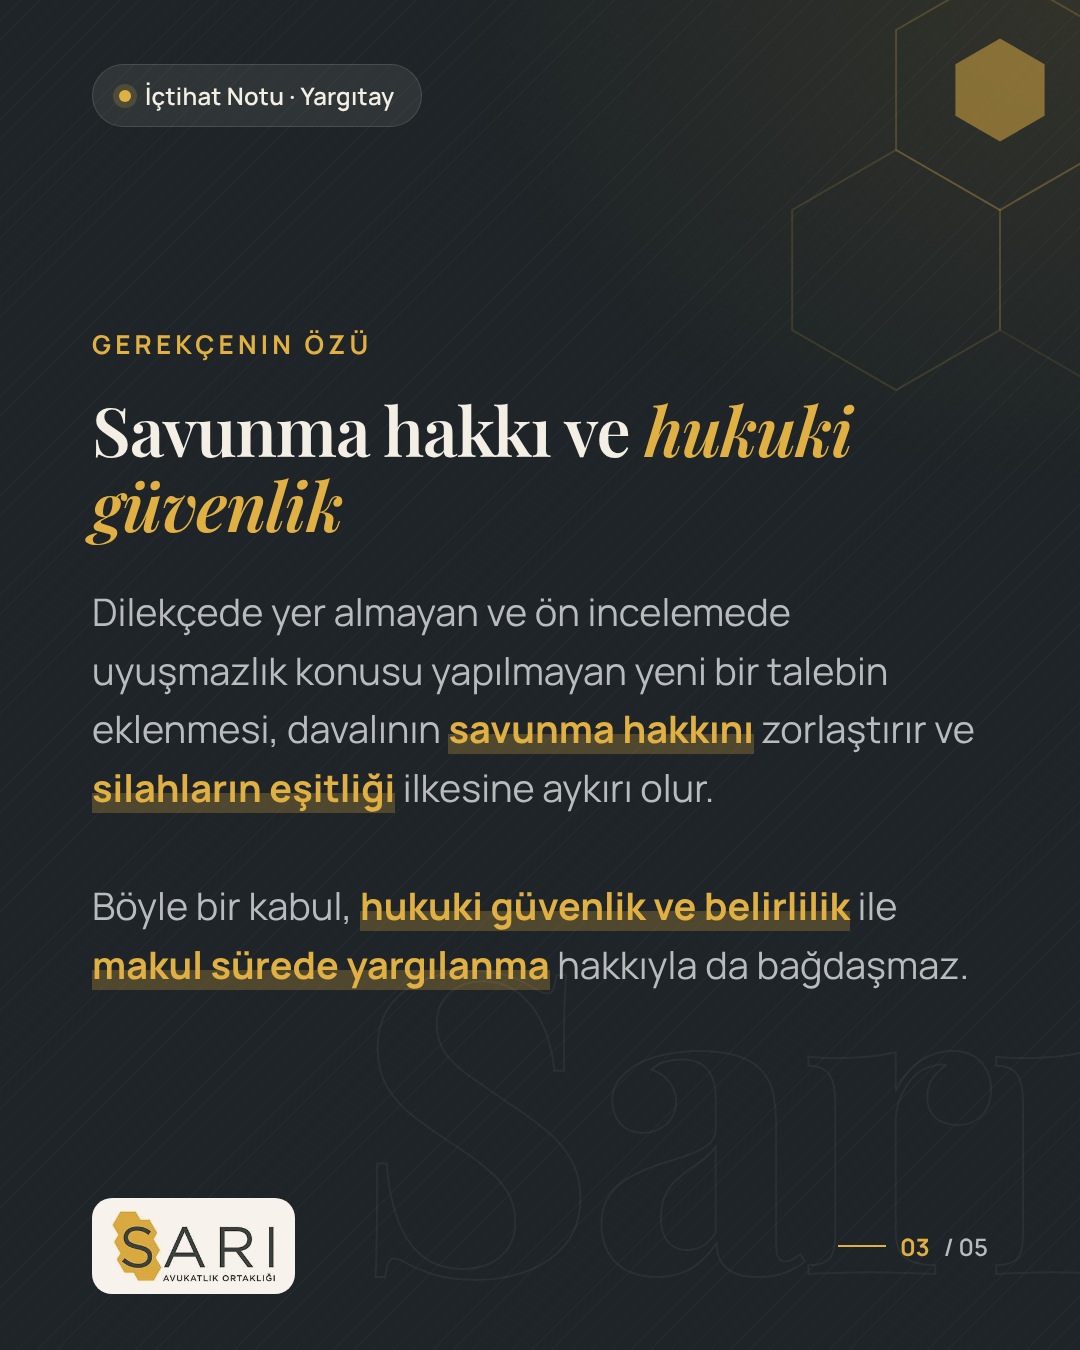 İçtihat Notu · Yargıtay
GEREKÇENIN ÖZÜ
Savunma hakkı ve hukuki
güvenlik
Dilekçede yer almayan ve ön incelemede
uyuşmazlık konusu yapılmayan yeni bir talebin
eklenmesi, davalının savunma hakkını zorlaştırır ve
silahların eşitliği ilkesine aykırı olur.
Böyle bir kabul, hukuki güvenlik ve belirlilik ile
makul sürede yargılanma hakkıyla da bağdaşmaz.
Sarı
SARI
AVUKATLIK ORTAKLIĞI
03 / 05